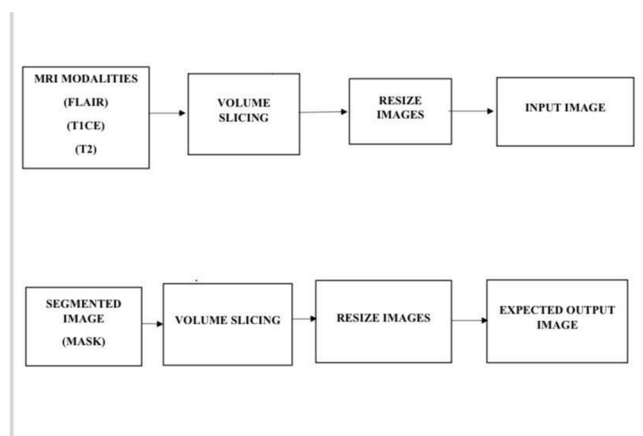 MRI MODALITIES
(FLAIR)
(T1CE)
(T2)
VOLUME
SLICING
RESIZE
IMAGES
INPUT IMAGE
SEGMENTED
IMAGE
(MASK)
VOLUME SLICING
RESIZE IMAGES
EXPECTED OUTPUT
IMAGE